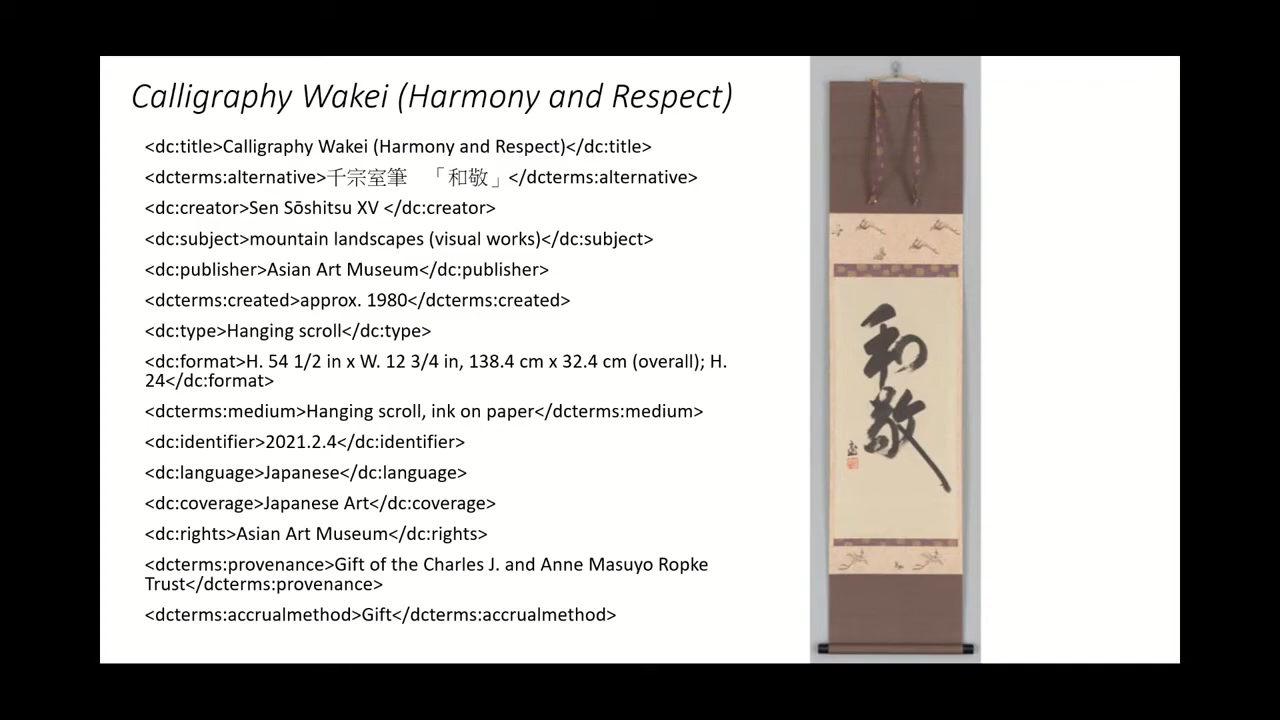 Calligraphy Wakei (Harmony and Respect)
<dc:title>Calligraphy Wakei (Harmony and Respect)</dc:title>
<dcterms:alternative>千宗室筆　「和敬」</dcterms:alternative>
<dc:creator>Sen Sōshitsu XV </dc:creator>
<dc:subject>mountain landscapes (visual works)</dc:subject>
<dc:publisher>Asian Art Museum</dc:publisher>
<dcterms:created>approx. 1980</dcterms:created>
<dc:type>Hanging scroll</dc:type>
<dc:format>H. 54 1/2 in x W. 12 3/4 in, 138.4 cm x 32.4 cm (overall); H.
24</dc:format>
<dcterms:medium>Hanging scroll, ink on paper</dcterms:medium>
<dc:identifier>2021.2.4</dc:identifier>
<dc:language>Japanese</dc:language>
<dc:coverage>Japanese Art</dc:coverage>
<dc:rights>Asian Art Museum</dc:rights>
<dcterms:provenance>Gift of the Charles J. and Anne Masuyo Ropke
Trust</dcterms:provenance>
<dcterms:accrualmethod>Gift</dcterms:accrualmethod>
和敬